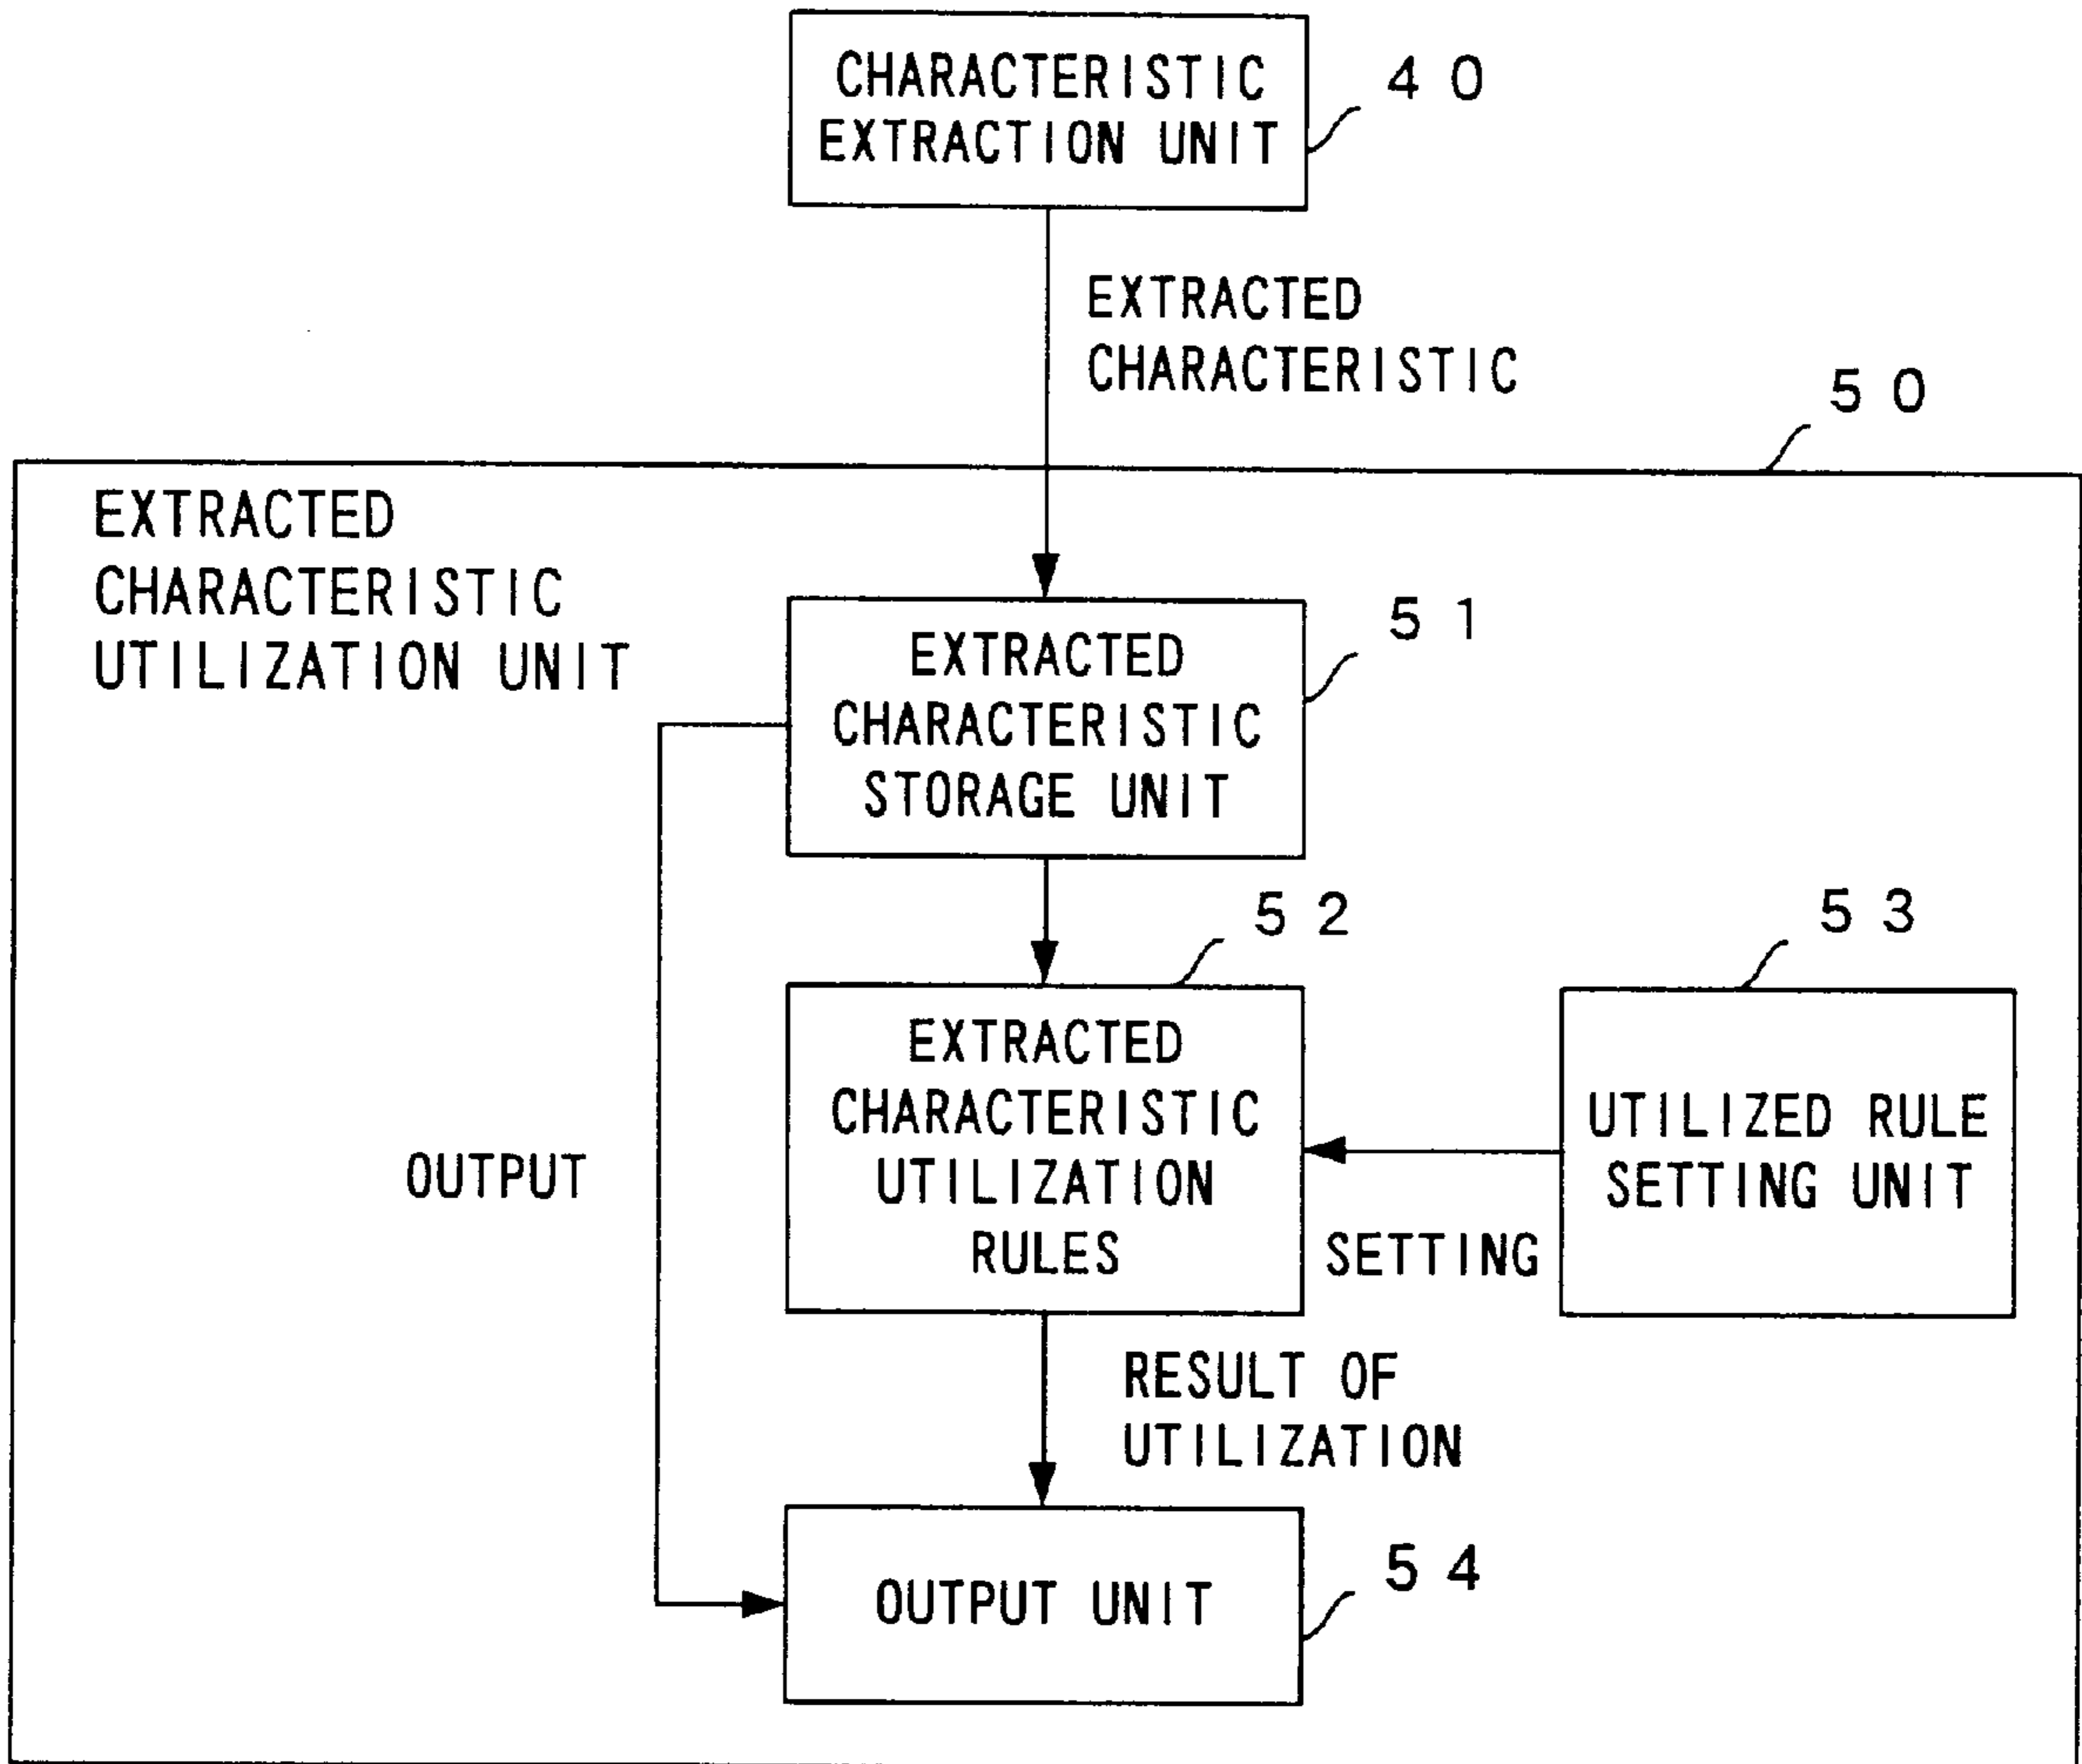 CHARACTERISTIC
EXTRACTION UNIT
40
EXTRACTED
CHARACTERISTIC
50
EXTRACTED
CHARACTERISTIC
UTILIZATION UNIT
51
EXTRACTED
CHARACTERISTIC
STORAGE UNIT
52
53
EXTRACTED
CHARACTERISTIC
UTILIZATION
RULES
UTILIZED RULE
SETTING UNIT
OUTPUT
SETTING
RESULT OF
UTILIZATION
54
OUTPUT UNIT